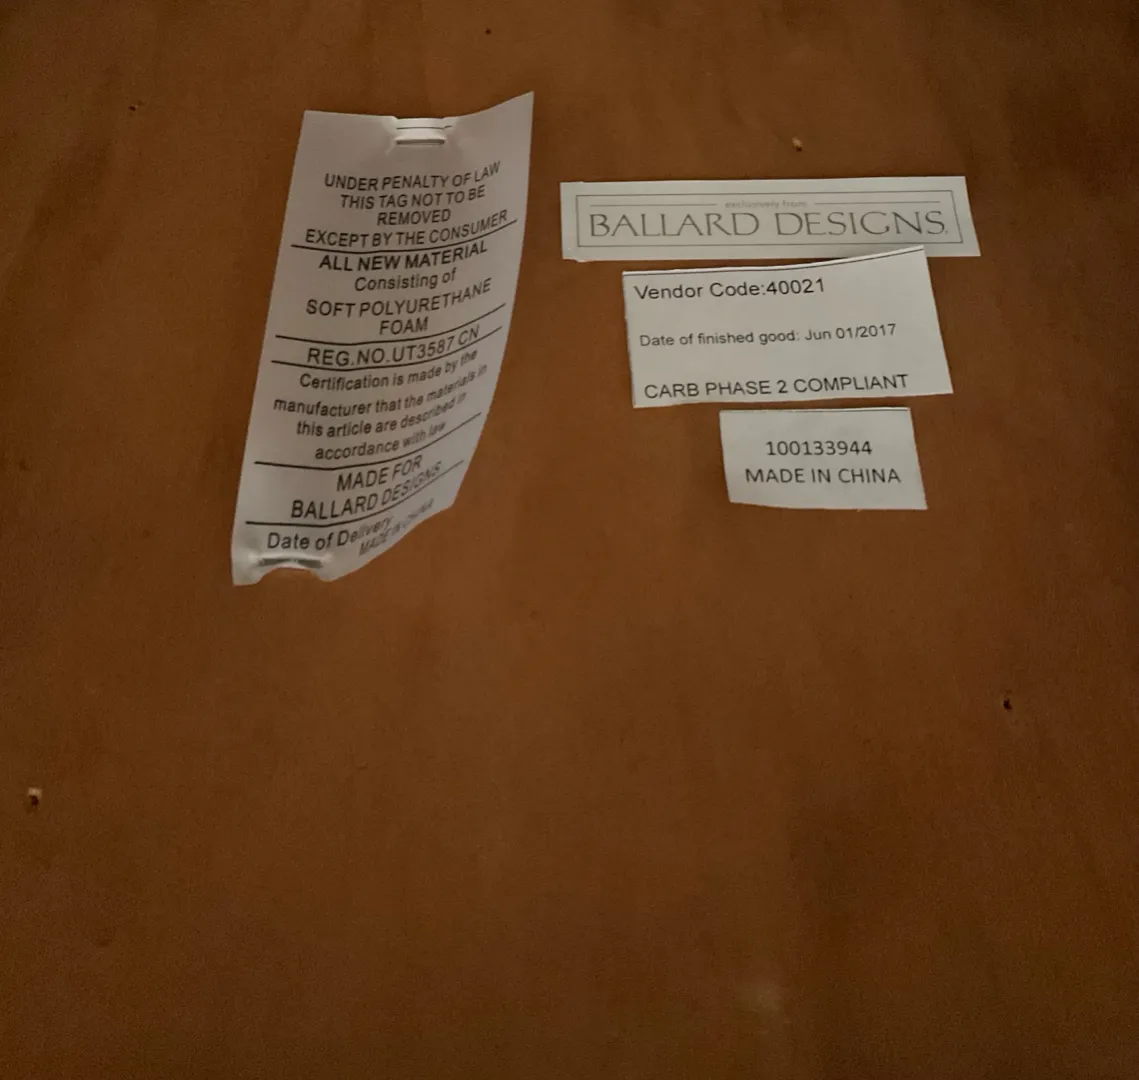 UNDER PENALTY OF LAW
THIS TAG NOT TO BE
REMOVED
EXCEPT BY THE CONSUMER
ALL NEW MATERIAL
Consisting of
SOFT POLYURETHANE
FOAM
REG.NO.UT3587 CN
Certification is made by the
manufacturer that the materials in
this article are described in
accordance with law
MADE FOR
BALLARD DESIGNS
Date of Delivery
MADE IN CHINA
exclusively from
BALLARD DESIGNS.
Vendor Code:40021
Date of finished good: Jun 01/2017
CARB PHASE 2 COMPLIANT
100133944
MADE IN CHINA